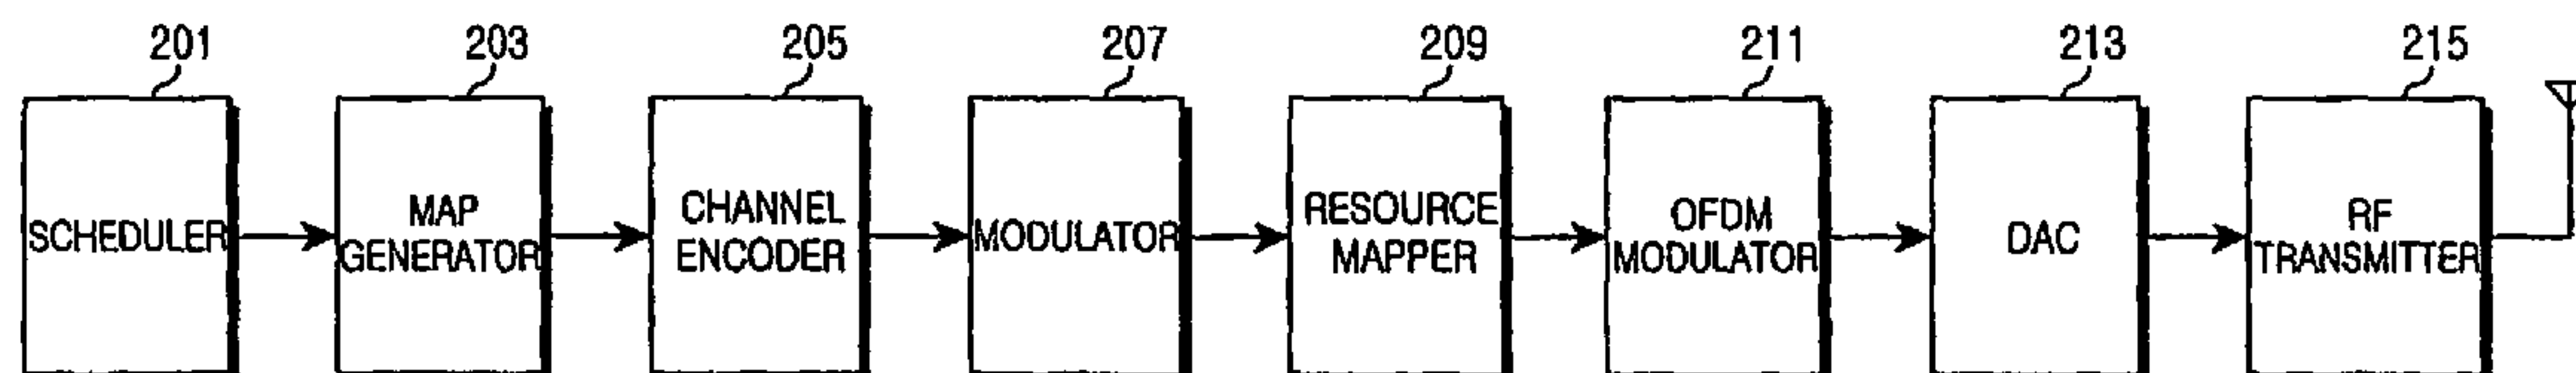 201 203 205 207 209 211 213 215
SCHEDULER
MAP
GENERATOR
CHANNEL
ENCODER
MODULATOR
RESOURCE
MAPPER
OFDM
MODULATOR
DAC
RF
TRANSMITTER